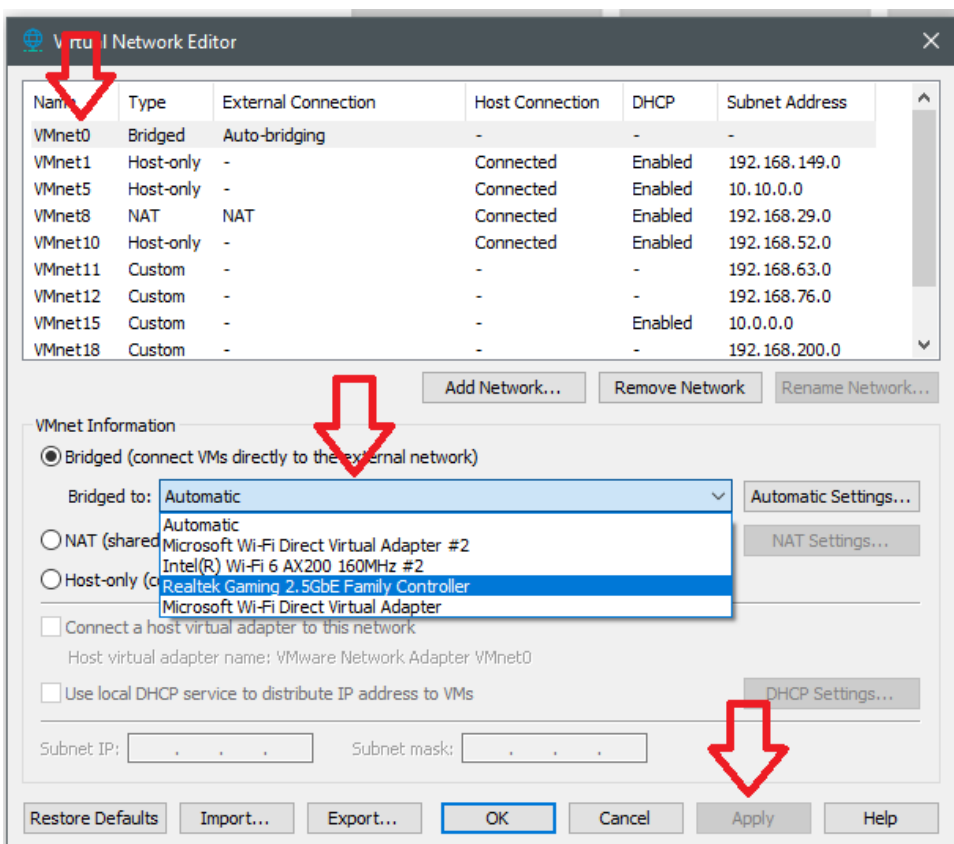 Virtual Network Editor
Name Type External Connection Host Connection DHCP Subnet Address
VMnet0 Bridged Auto-bridging - - -
VMnet1 Host-only - Connected Enabled 192.168.149.0
VMnet5 Host-only - Connected Enabled 10.10.0.0
VMnet8 NAT NAT Connected Enabled 192.168.29.0
VMnet10 Host-only - Connected Enabled 192.168.52.0
VMnet11 Custom - - - 192.168.63.0
VMnet12 Custom - - - 192.168.76.0
VMnet15 Custom - - Enabled 10.0.0.0
VMnet18 Custom - - - 192.168.200.0
Add Network... Remove Network Rename Network...
VMnet Information
Bridged (connect VMs directly to the external network)
Bridged to: Automatic Automatic Settings...
Automatic
NAT (shared Microsoft Wi-Fi Direct Virtual Adapter #2 NAT Settings...
Intel(R) Wi-Fi 6 AX200 160MHz #2
Host-only (c Realtek Gaming 2.5GbE Family Controller
Microsoft Wi-Fi Direct Virtual Adapter
Connect a host virtual adapter to this network
Host virtual adapter name: VMware Network Adapter VMnet0
Use local DHCP service to distribute IP address to VMs DHCP Settings...
Subnet IP: . . . Subnet mask: . . .
Restore Defaults Import... Export... OK Cancel Apply Help